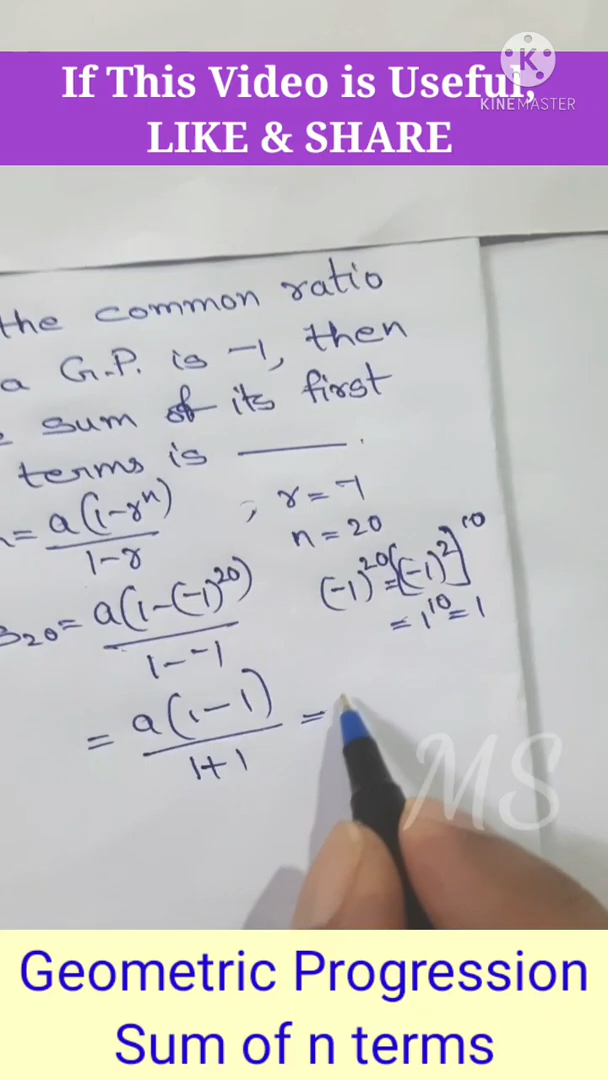 If This Video is Useful,
LIKE & SHARE
KINEMASTER
the common ratio
a G.P. is -1, then
sum of its first
terms is ———.
= a(1-r^n) / 1-r , r = -1
n = 20
S20 = a(1-(-1)^20) / 1--1
(-1)^20 = [(-1)^2]^10
= 1^10 = 1
= a(1-1) / 1+1 =
MS
Geometric Progression
Sum of n terms